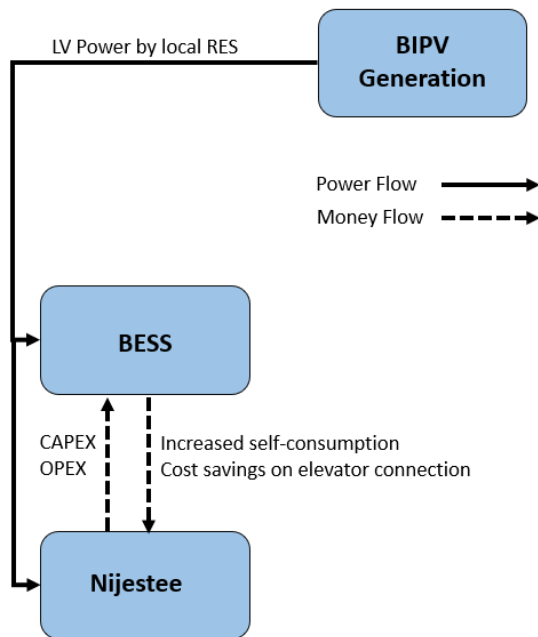 LV Power by local RES
BIPV
Generation
Power Flow
Money Flow
BESS
CAPEX
OPEX
Increased self-consumption
Cost savings on elevator connection
Nijestee